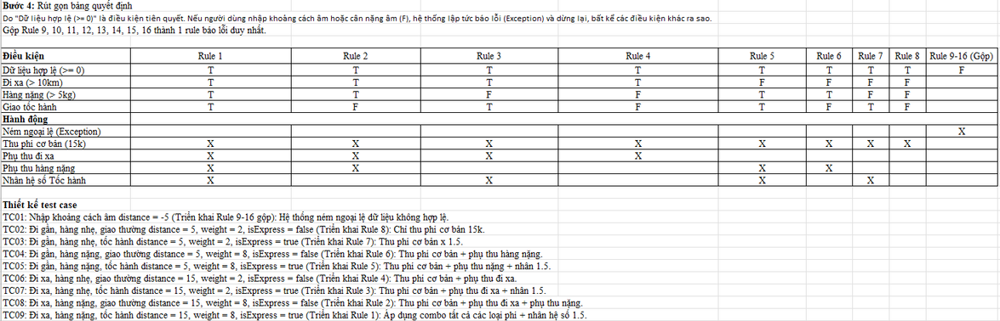 Bước 4: Rút gọn bảng quyết định
Do "Dữ liệu hợp lệ (>= 0)" là điều kiện tiên quyết. Nếu người dùng nhập khoảng cách âm hoặc cân nặng âm (F), hệ thống lập tức báo lỗi (Exception) và dừng lại, bất kể các điều kiện khác ra sao.
Gộp Rule 9, 10, 11, 12, 13, 14, 15, 16 thành 1 rule báo lỗi duy nhất.
Điều kiện Rule 1 Rule 2 Rule 3 Rule 4 Rule 5 Rule 6 Rule 7 Rule 8 Rule 9-16 (Gộp)
Dữ liệu hợp lệ (>= 0) T T T T T T T T F
Đi xa (> 10km) T T T T F F F F
Hàng nặng (> 5kg) T T F F T T F F
Giao tốc hành T F T F T F T F
Hành động
Ném ngoại lệ (Exception) X
Thu phí cơ bản (15k) X X X X X X X X
Phụ thu đi xa X X X X
Phụ thu hàng nặng X X X X
Nhân hệ số Tốc hành X X X X
Thiết kế test case
TC01: Nhập khoảng cách âm distance = -5 (Triển khai Rule 9-16 gộp): Hệ thống ném ngoại lệ dữ liệu không hợp lệ.
TC02: Đi gần, hàng nhẹ, giao thường distance = 5, weight = 2, isExpress = false (Triển khai Rule 8): Chỉ thu phí cơ bản 15k.
TC03: Đi gần, hàng nhẹ, tốc hành distance = 5, weight = 2, isExpress = true (Triển khai Rule 7): Thu phí cơ bản x 1.5.
TC04: Đi gần, hàng nặng, giao thường distance = 5, weight = 8, isExpress = false (Triển khai Rule 6): Thu phí cơ bản + phụ thu hàng nặng.
TC05: Đi gần, hàng nặng, tốc hành distance = 5, weight = 8, isExpress = true (Triển khai Rule 5): Thu phí cơ bản + phụ thu nặng + nhân 1.5.
TC06: Đi xa, hàng nhẹ, giao thường distance = 15, weight = 2, isExpress = false (Triển khai Rule 4): Thu phí cơ bản + phụ thu đi xa.
TC07: Đi xa, hàng nhẹ, tốc hành distance = 15, weight = 2, isExpress = true (Triển khai Rule 3): Thu phí cơ bản + phụ thu đi xa + nhân 1.5.
TC08: Đi xa, hàng nặng, giao thường distance = 15, weight = 8, isExpress = false (Triển khai Rule 2): Thu phí cơ bản + phụ thu đi xa + phụ thu nặng.
TC09: Đi xa, hàng nặng, tốc hành distance = 15, weight = 8, isExpress = true (Triển khai Rule 1): Áp dụng combo tất cả các loại phí + nhân hệ số 1.5.